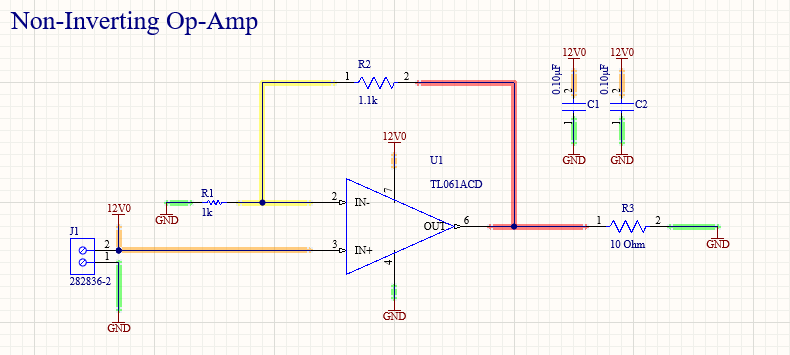 Non-Inverting Op-Amp
12V0
12V0
R2
1
2
1.1k
0.10µF
2
C1
1
0.10µF
2
C2
1
GND
GND
12V0
U1
TL061ACD
7
R1
1k
GND
2
IN-
OUT
6
3
IN+
4
GND
12V0
J1
2
1
282836-2
GND
R3
1
2
10 Ohm
GND